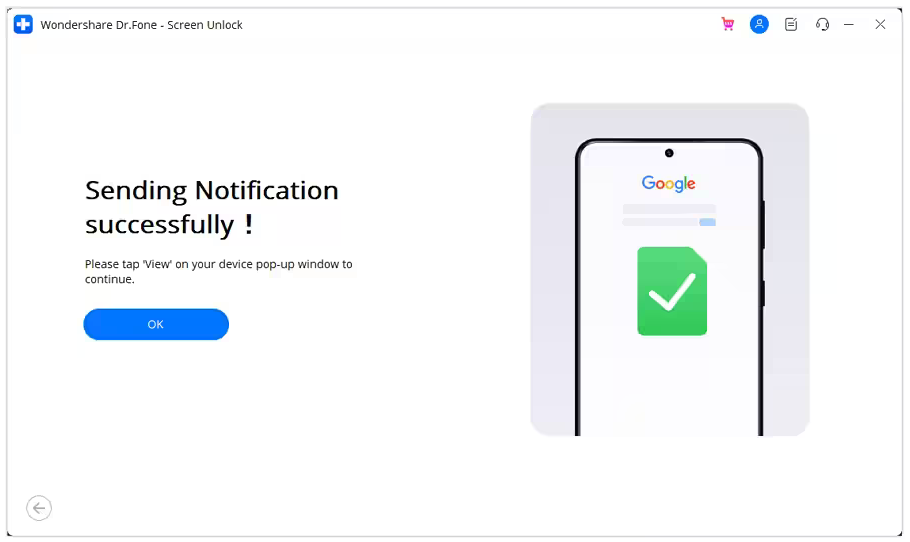 Wondershare Dr.Fone - Screen Unlock
Sending Notification
successfully！
Please tap 'View' on your device pop-up window to
continue.
OK
Google